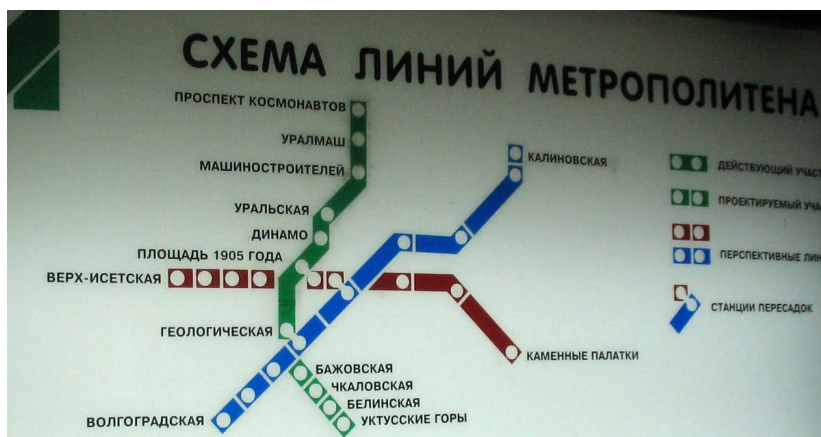 СХЕМА ЛИНИЙ МЕТРОПОЛИТЕНА
ПРОСПЕКТ КОСМОНАВТОВ
УРАЛМАШ
МАШИНОСТРОИТЕЛЕЙ
УРАЛЬСКАЯ
ДИНАМО
ПЛОЩАДЬ 1905 ГОДА
ВЕРХ-ИСЕТСКАЯ
ГЕОЛОГИЧЕСКАЯ
БАЖОВСКАЯ
ЧКАЛОВСКАЯ
БЕЛИНСКАЯ
УКТУССКИЕ ГОРЫ
ВОЛГОГРАДСКАЯ
КАЛИНОВСКАЯ
КАМЕННЫЕ ПАЛАТКИ
ДЕЙСТВУЮЩИЙ УЧАСТ
ПРОЕКТИРУЕМЫЙ УЧА
ПЕРСПЕКТИВНЫЕ ЛИН
СТАНЦИИ ПЕРЕСАДОК